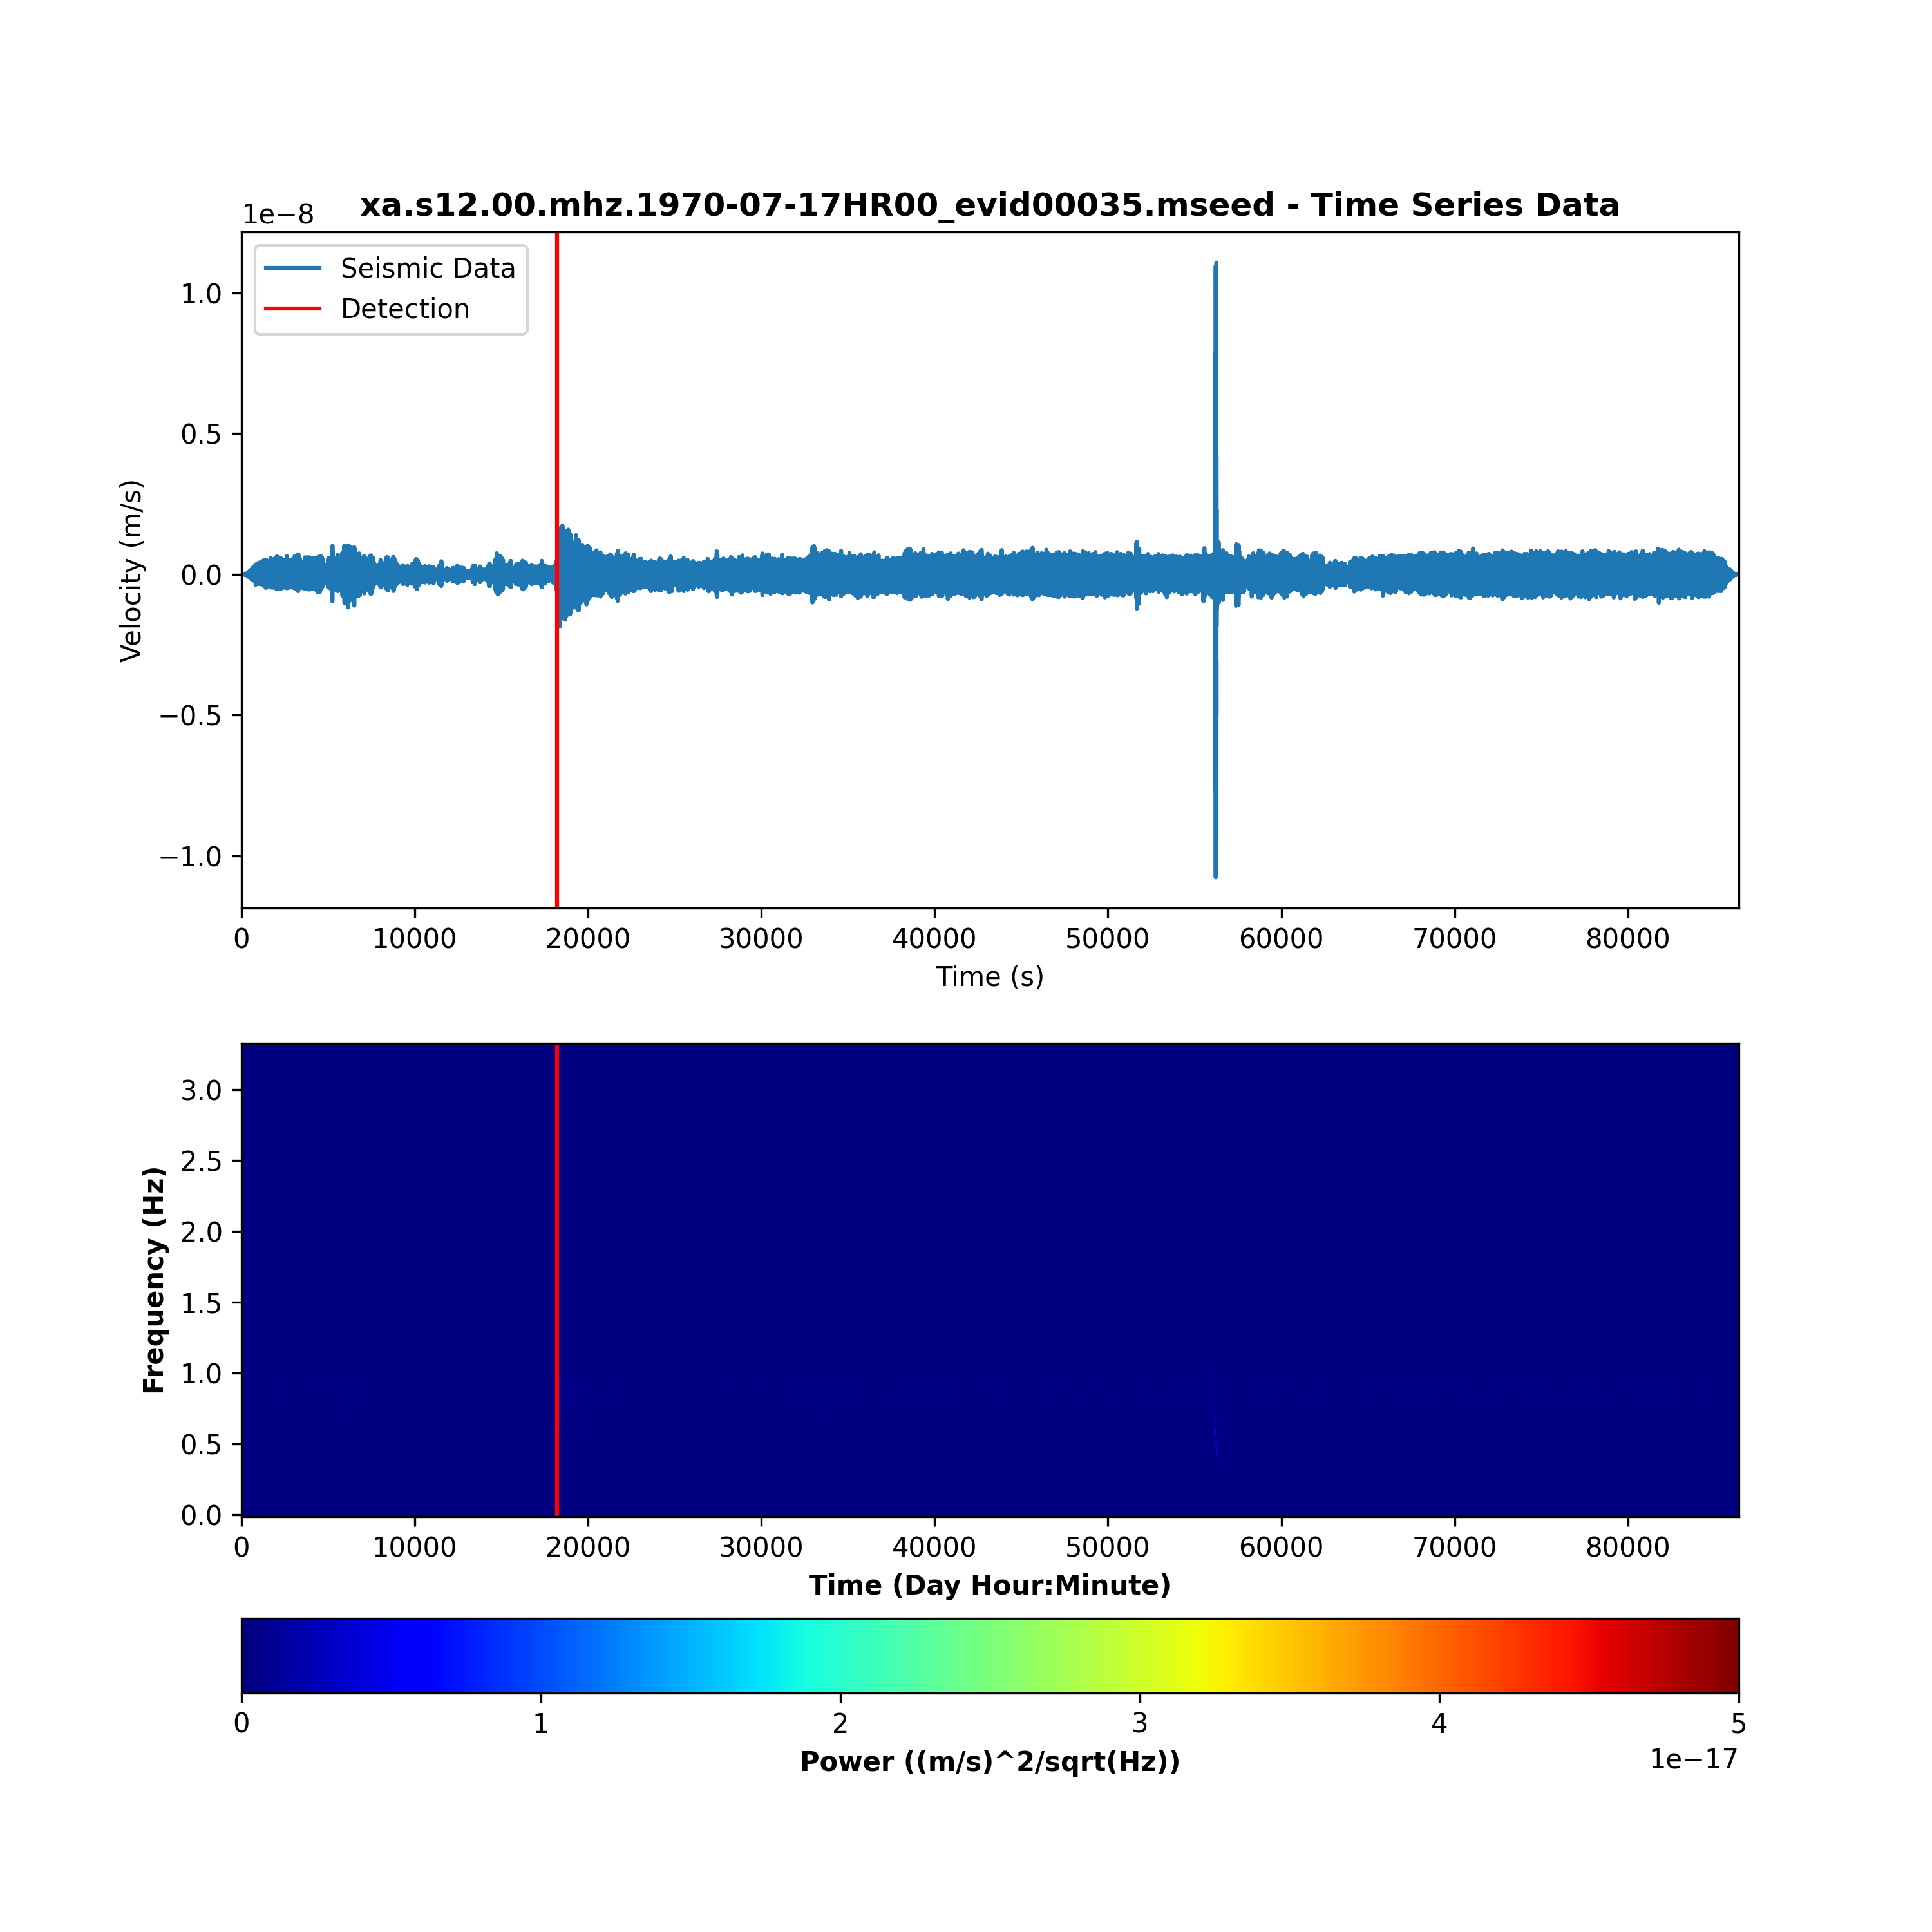 xa.s12.00.mhz.1970-07-17HR00_evid00035.mseed - Time Series Data
1e−8
Seismic Data
Detection
1.0
0.5
0.0
−0.5
−1.0
Velocity (m/s)
0 10000 20000 30000 40000 50000 60000 70000 80000
Time (s)
3.0
2.5
2.0
1.5
1.0
0.5
0.0
Frequency (Hz)
0 10000 20000 30000 40000 50000 60000 70000 80000
Time (Day Hour:Minute)
0 1 2 3 4 5
Power ((m/s)^2/sqrt(Hz))
1e−17